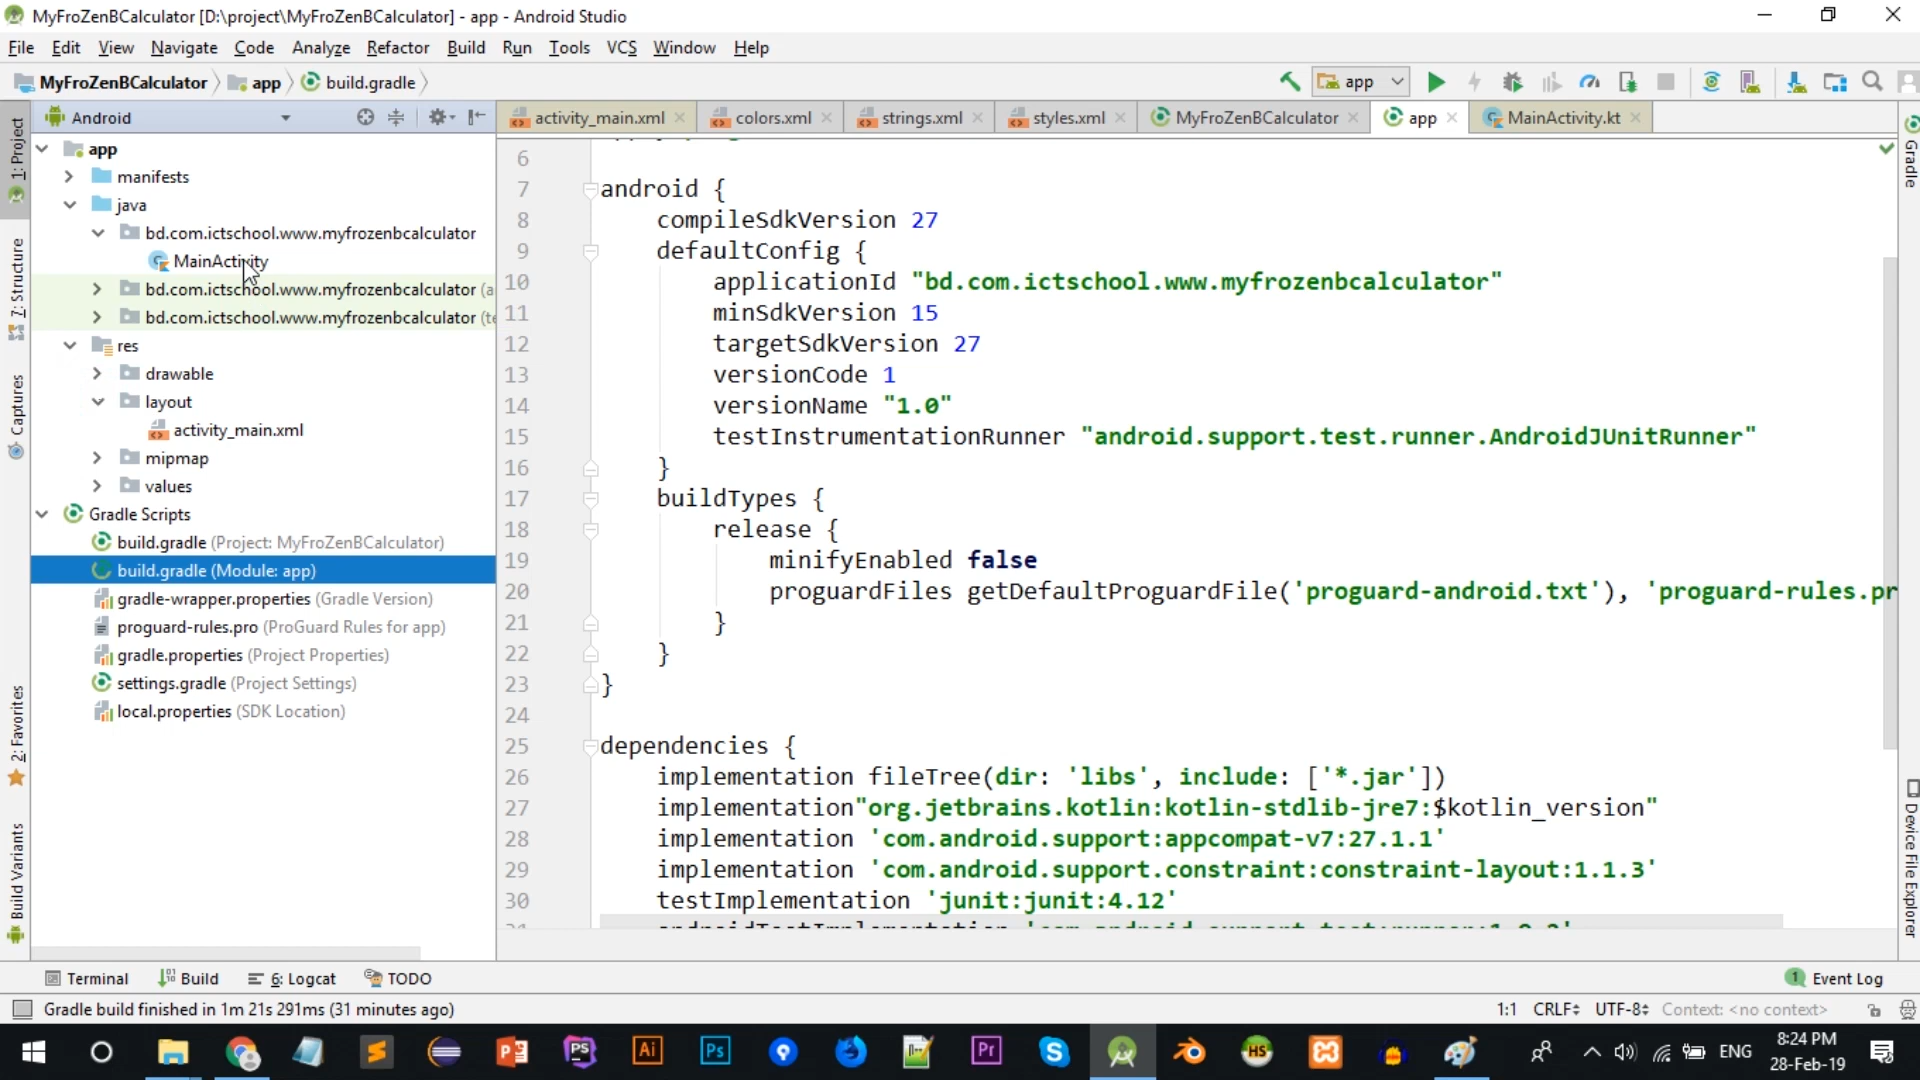 MyFroZenBCalculator [D:\project\MyFroZenBCalculator] - app - Android Studio
File Edit View Navigate Code Analyze Refactor Build Run Tools VCS Window Help
MyFroZenBCalculator app build.gradle
app
Android
activity_main.xml colors.xml strings.xml styles.xml MyFroZenBCalculator app MainActivity.kt
1: Project
7: Structure
Captures
2: Favorites
Build Variants
app
manifests
java
bd.com.ictschool.www.myfrozenbcalculator
MainActivity
bd.com.ictschool.www.myfrozenbcalculator (a
bd.com.ictschool.www.myfrozenbcalculator (te
res
drawable
layout
activity_main.xml
mipmap
values
Gradle Scripts
build.gradle (Project: MyFroZenBCalculator)
build.gradle (Module: app)
gradle-wrapper.properties (Gradle Version)
proguard-rules.pro (ProGuard Rules for app)
gradle.properties (Project Properties)
settings.gradle (Project Settings)
local.properties (SDK Location)
6
7 android {
8 compileSdkVersion 27
9 defaultConfig {
10 applicationId "bd.com.ictschool.www.myfrozenbcalculator"
11 minSdkVersion 15
12 targetSdkVersion 27
13 versionCode 1
14 versionName "1.0"
15 testInstrumentationRunner "android.support.test.runner.AndroidJUnitRunner"
16 }
17 buildTypes {
18 release {
19 minifyEnabled false
20 proguardFiles getDefaultProguardFile('proguard-android.txt'), 'proguard-rules.pr
21 }
22 }
23 }
24
25 dependencies {
26 implementation fileTree(dir: 'libs', include: ['*.jar'])
27 implementation"org.jetbrains.kotlin:kotlin-stdlib-jre7:$kotlin_version"
28 implementation 'com.android.support:appcompat-v7:27.1.1'
29 implementation 'com.android.support.constraint:constraint-layout:1.1.3'
30 testImplementation 'junit:junit:4.12'
Gradle
Device File Explorer
Terminal Build 6: Logcat TODO
1 Event Log
Gradle build finished in 1m 21s 291ms (31 minutes ago)
1:1 CRLF UTF-8 Context: <no context>
Ai Ps Pr HS
ENG
8:24 PM
28-Feb-19